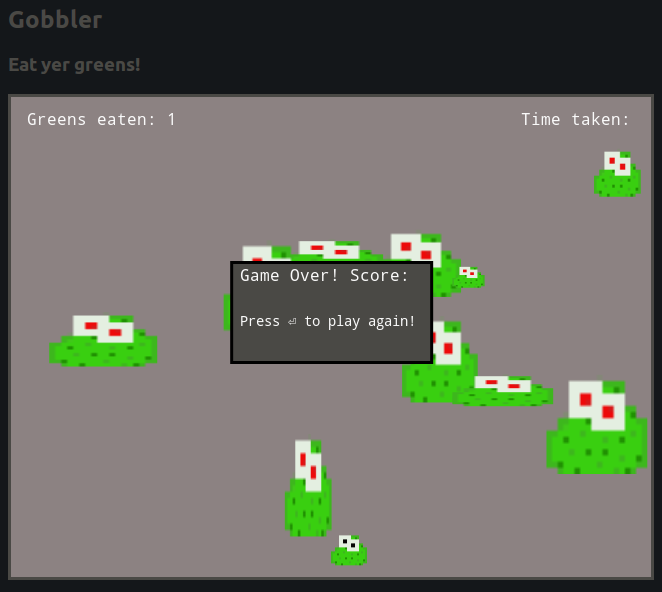 Gobbler
Eat yer greens!
Greens eaten: 1
Time taken:
Game Over! Score:
Press ⏎ to play again!